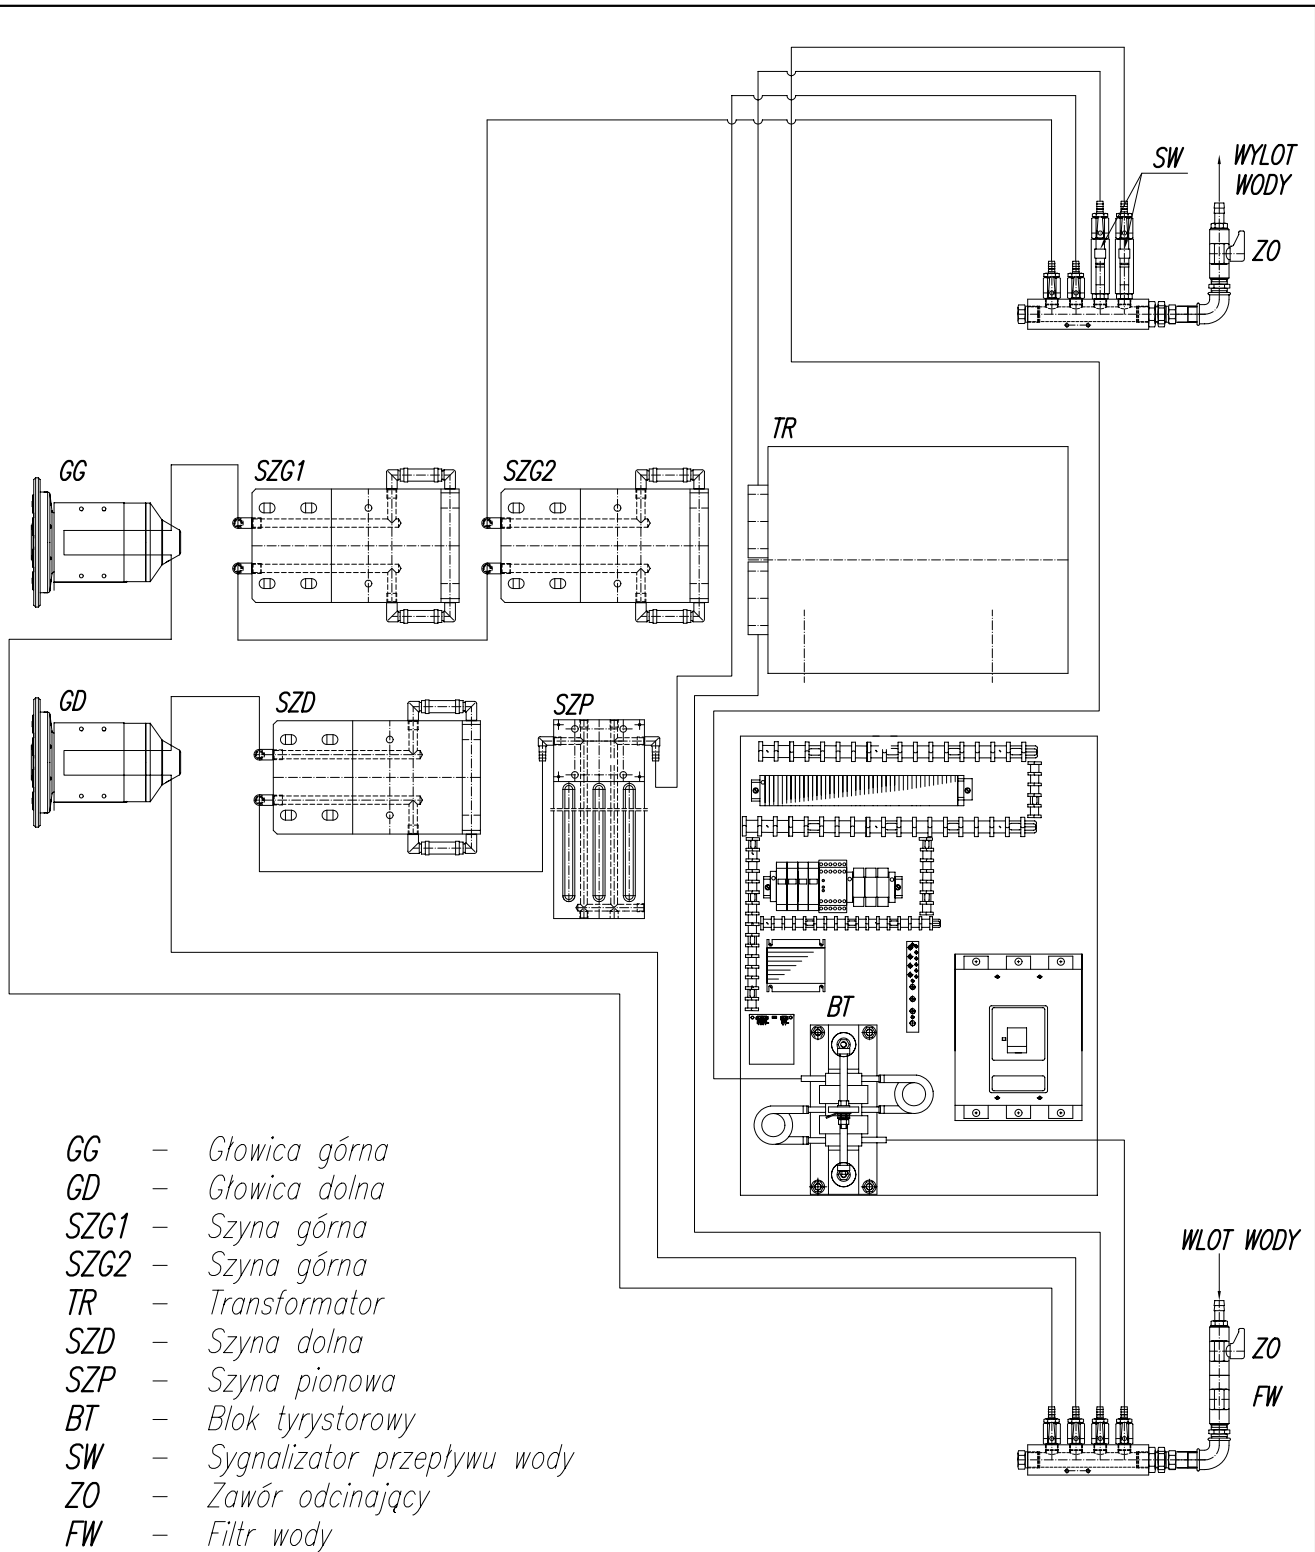 SW
WYLOT
WODY
ZO
TR
GG
SZG1
SZG2
GD
SZD
SZP
BT
GG – Głowica górna
GD – Głowica dolna
SZG1 – Szyna górna
SZG2 – Szyna górna
TR – Transformator
SZD – Szyna dolna
SZP – Szyna pionowa
BT – Blok tyrystorowy
SW – Sygnalizator przepływu wody
ZO – Zawór odcinający
FW – Filtr wody
WLOT WODY
ZO
FW